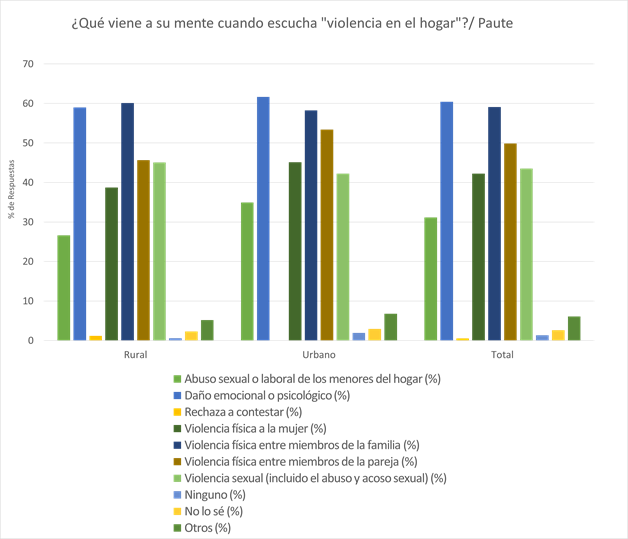 ¿Qué viene a su mente cuando escucha "violencia en el hogar"?/ Paute
70
60
50
40
30
20
10
0
% de Respuestas
Rural
Urbano
Total
Abuso sexual o laboral de los menores del hogar (%)
Daño emocional o psicológico (%)
Rechaza a contestar (%)
Violencia física a la mujer (%)
Violencia física entre miembros de la familia (%)
Violencia física entre miembros de la pareja (%)
Violencia sexual (incluido el abuso y acoso sexual) (%)
Ninguno (%)
No lo sé (%)
Otros (%)